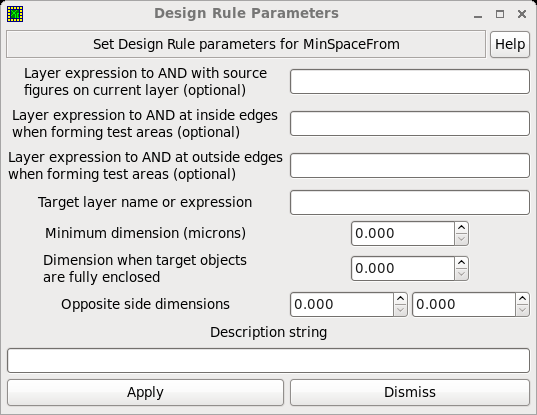 Design Rule Parameters
Set Design Rule parameters for MinSpaceFrom
Help
Layer expression to AND with source
figures on current layer (optional)
Layer expression to AND at inside edges
when forming test areas (optional)
Layer expression to AND at outside edges
when forming test areas (optional)
Target layer name or expression
Minimum dimension (microns)
0.000
Dimension when target objects
are fully enclosed
0.000
Opposite side dimensions
0.000
0.000
Description string
Apply
Dismiss